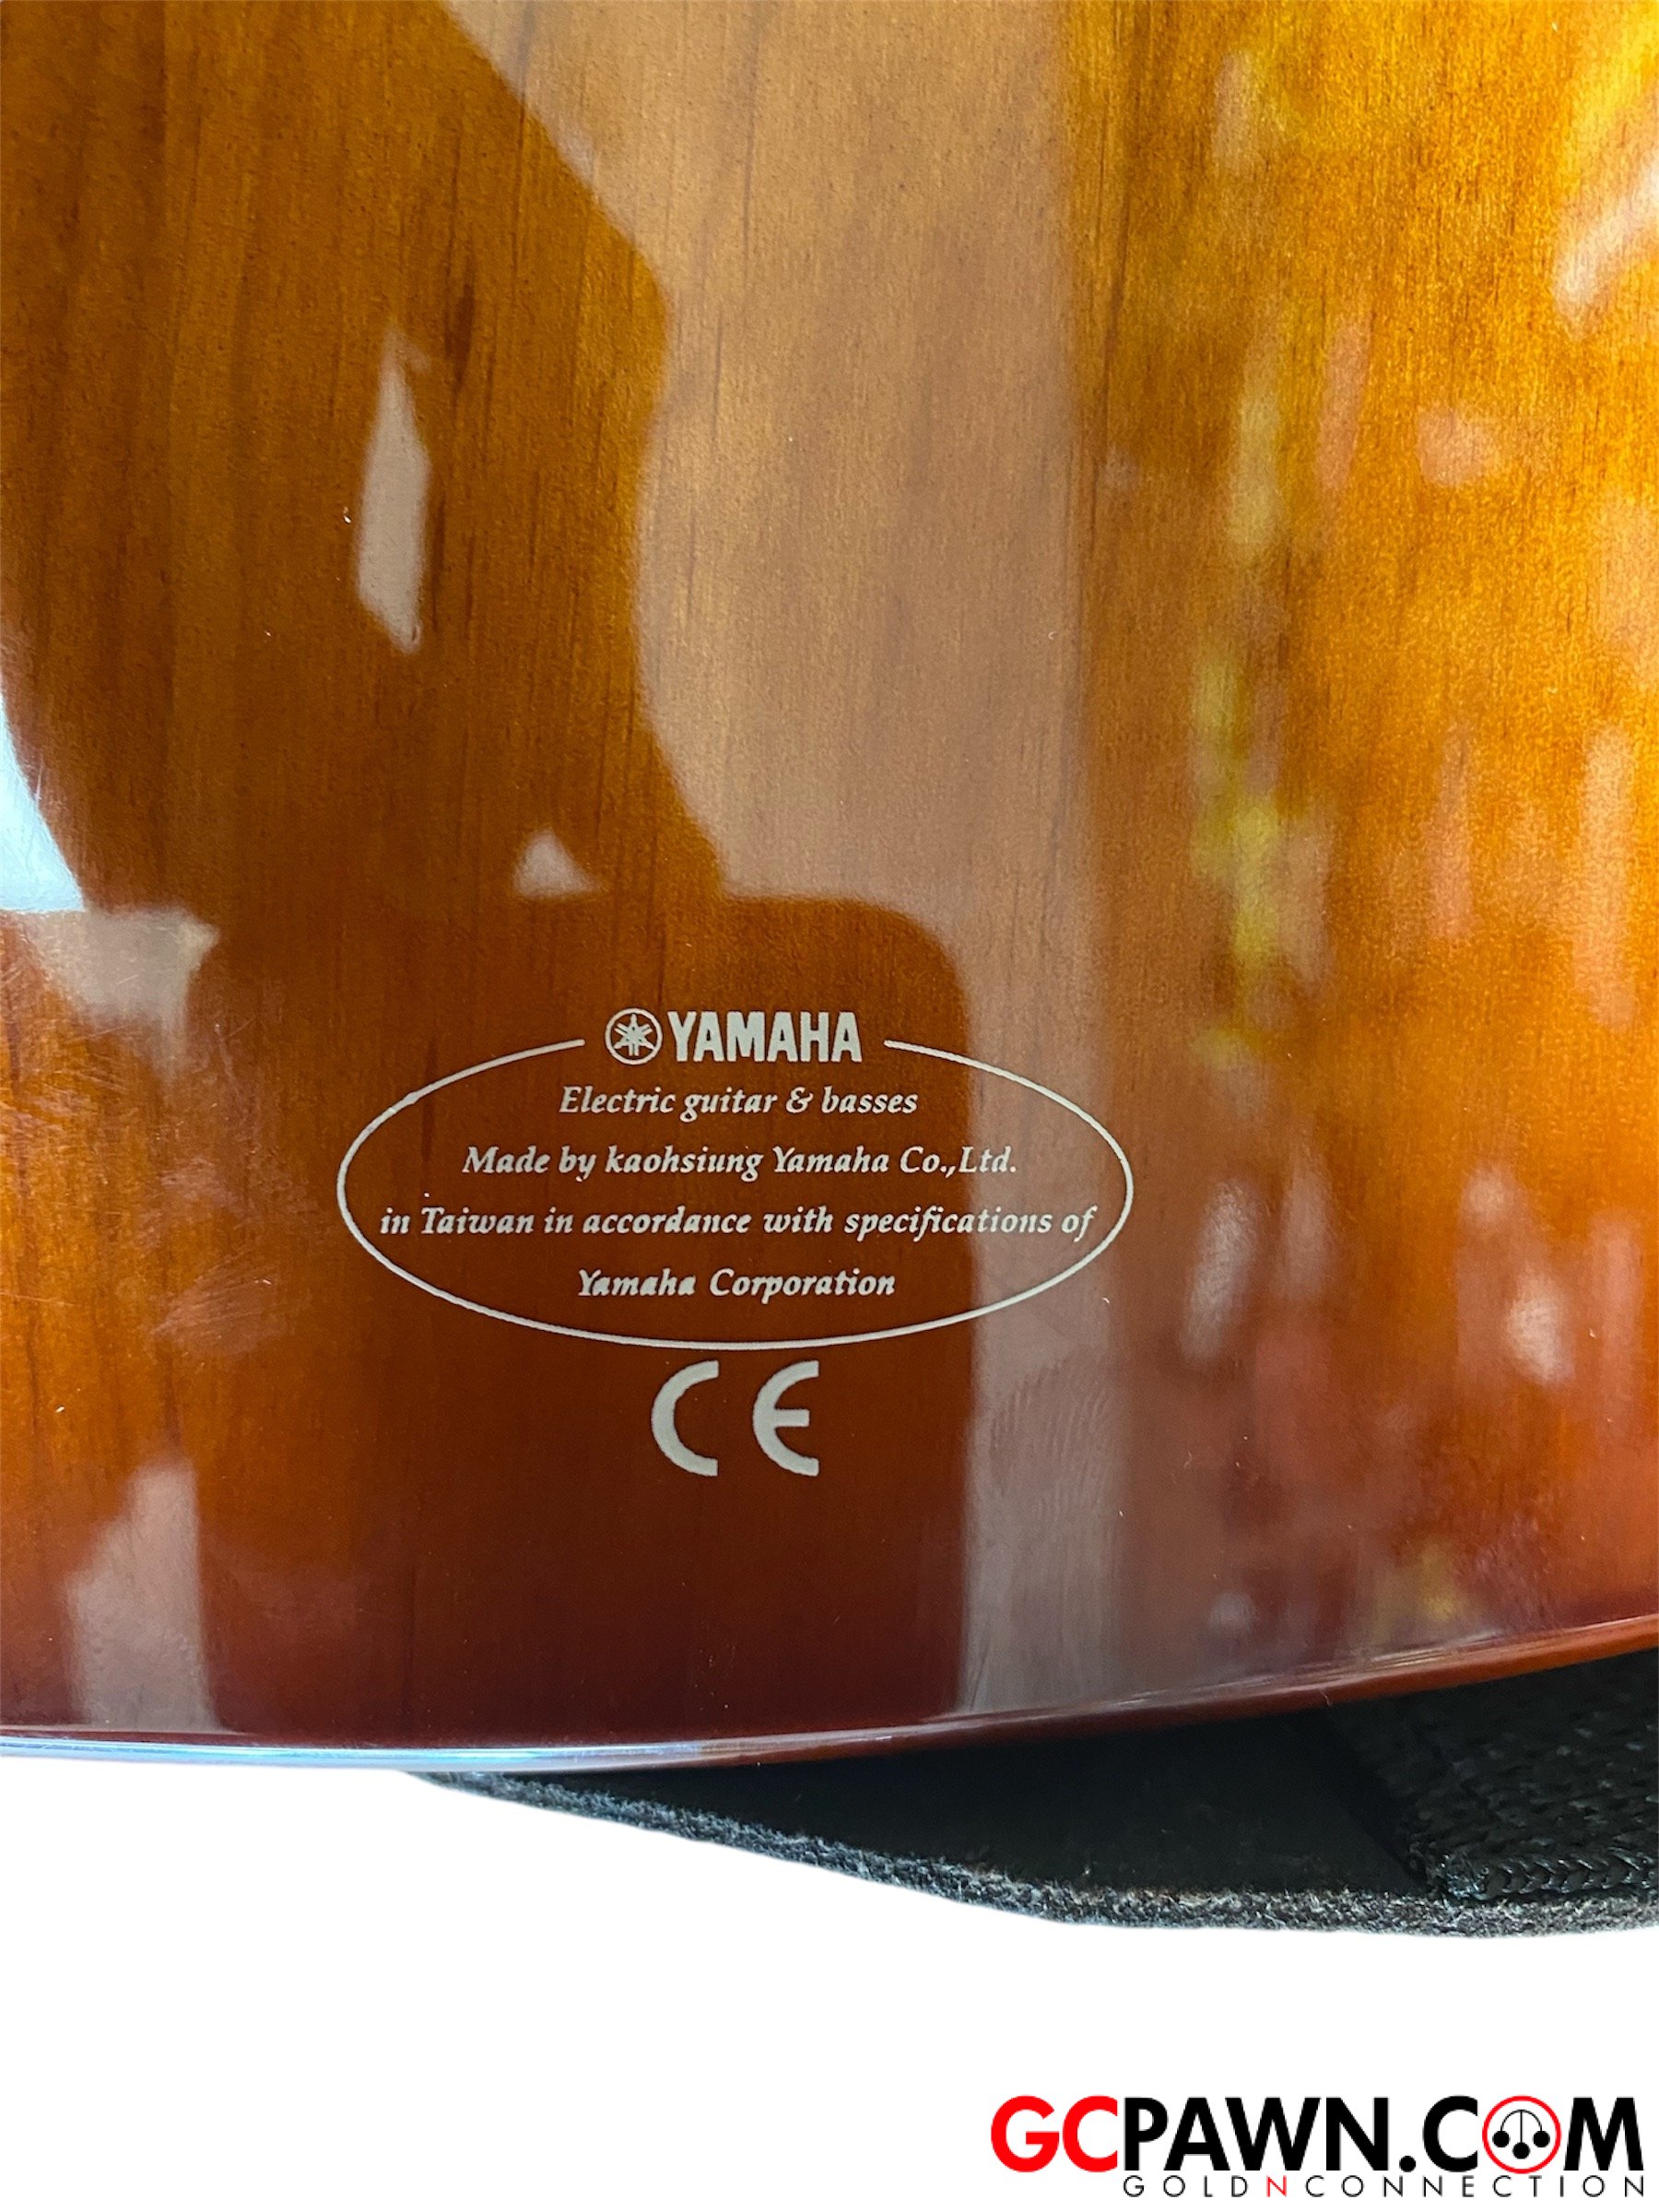 YAMAHA
Electric guitar & basses
Made by kaohsiung Yamaha Co.,Ltd.
in Taiwan in accordance with specifications of
Yamaha Corporation
CE
GCPAWN.COM
GOLDNCONNECTION